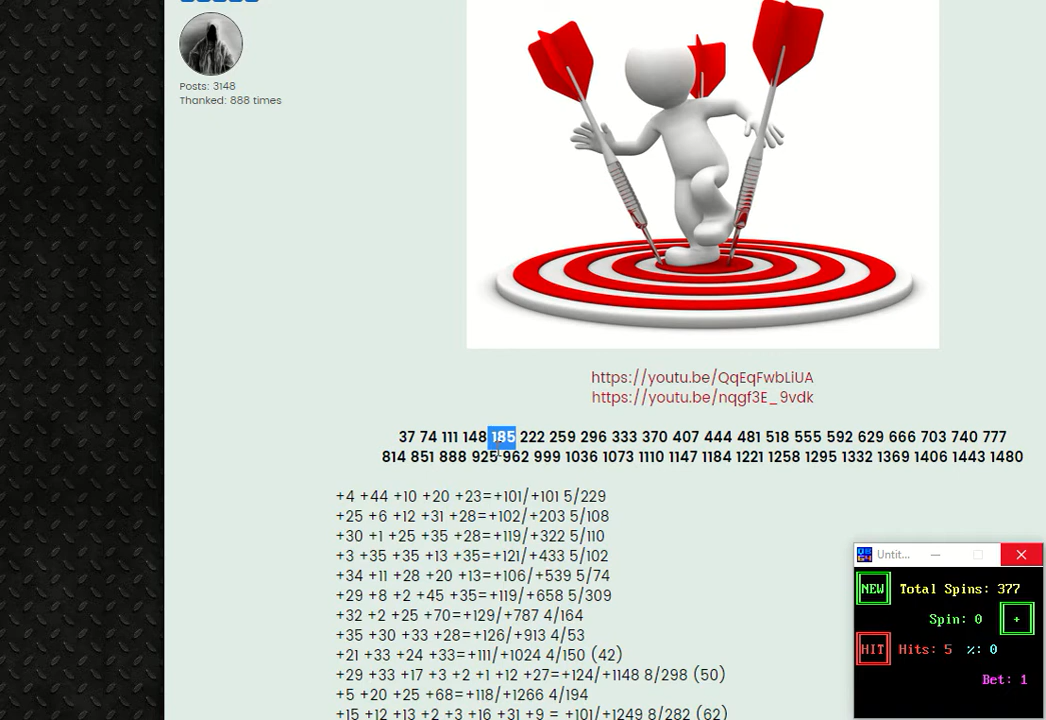 Posts: 3148
Thanked: 888 times
https://youtu.be/QqEqFwbLiUA
https://youtu.be/nqgf3E_9vdk
37 74 111 148 185 222 259 296 333 370 407 444 481 518 555 592 629 666 703 740 777
814 851 888 925 962 999 1036 1073 1110 1147 1184 1221 1258 1295 1332 1369 1406 1443 1480
+4 +44 +10 +20 +23=+101/+101 5/229
+25 +6 +12 +31 +28=+102/+203 5/108
+30 +1 +25 +35 +28=+119/+322 5/110
+3 +35 +35 +13 +35=+121/+433 5/102
+34 +11 +28 +20 +13=+106/+539 5/74
+29 +8 +2 +45 +35=+119/+658 5/309
+32 +2 +25 +70=+129/+787 4/164
+35 +30 +33 +28=+126/+913 4/53
+21 +33 +24 +33=+111/+1024 4/150 (42)
+29 +33 +17 +3 +2 +1 +12 +27=+124/+1148 8/298 (50)
+5 +20 +25 +68=+118/+1266 4/194
+15 +12 +13 +2 +3 +16 +31 +9 = +101/+1249 8/282 (62)
Untit...
NEW Total Spins: 377
Spin: 0 +
HIT Hits: 5 %: 0
Bet: 1